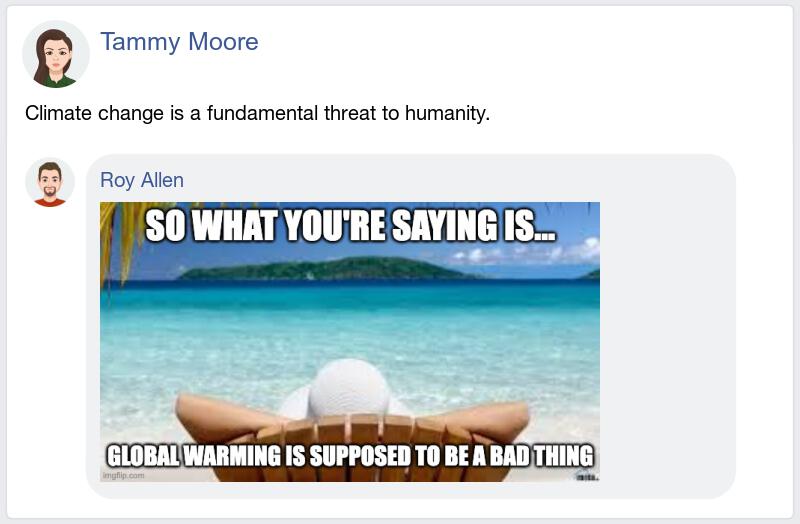 Tammy Moore
Climate change is a fundamental threat to humanity.
Roy Allen
SO WHAT YOU'RE SAYING IS...
GLOBAL WARMING IS SUPPOSED TO BE A BAD THING
imgflip.com